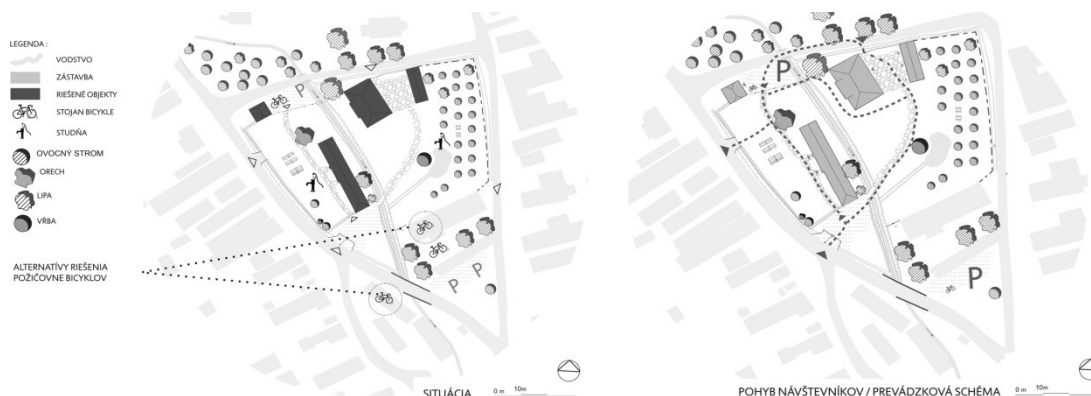 LEGENDA :
VODSTVO
ZÁSTAVBA
RIEŠENÉ OBJEKTY
STOJAN BICYKLE
STUDŇA
OVOCNÝ STROM
ORECH
LIPA
VŔBA
ALTERNATÍVY RIEŠENIA
POŽIČOVNE BICYKLOV
P
P
P
SITUÁCIA 0 m 10m
P
P
POHYB NÁVŠTEVNÍKOV / PREVÁDZKOVÁ SCHÉMA 0 m 10m